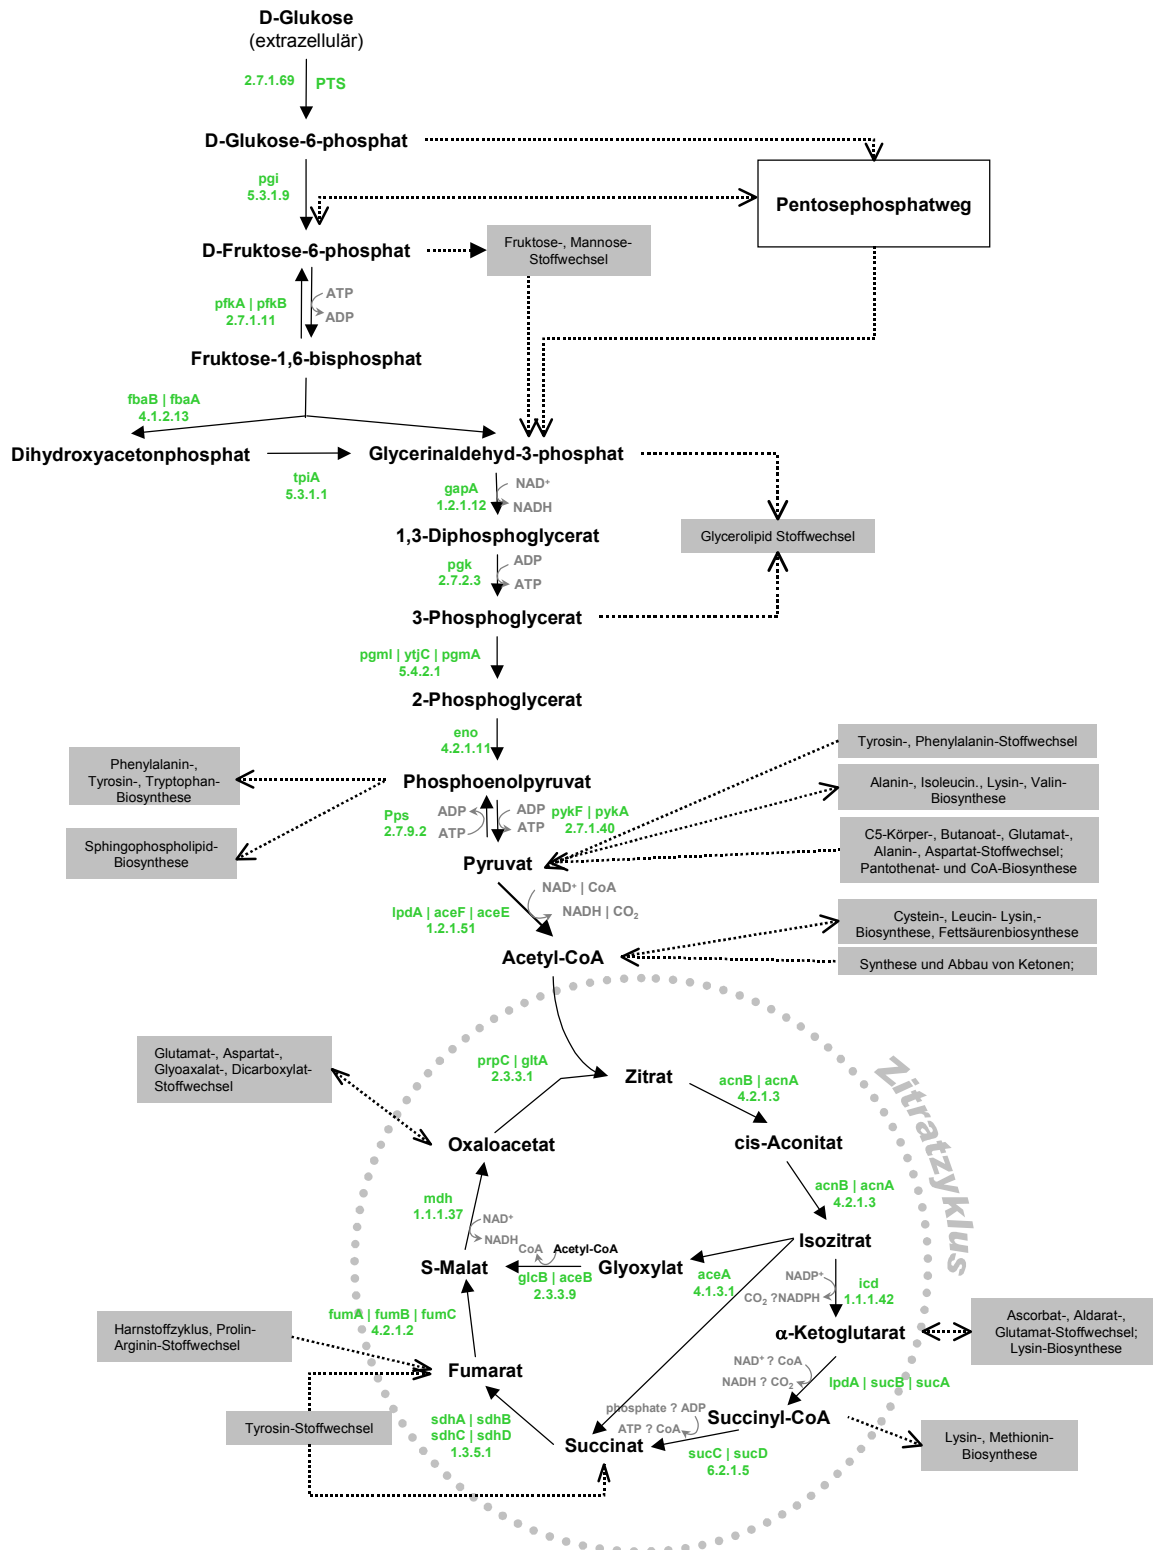 D-Glukose
(extrazellulär)
2.7.1.69 PTS
D-Glukose-6-phosphat
pgi
5.3.1.9
Pentosephosphatweg
D-Fruktose-6-phosphat
Fruktose-, Mannose-
Stoffwechsel
ATP
pfkA | pfkB
2.7.1.11
ADP
Fruktose-1,6-bisphosphat
fbaB | fbaA
4.1.2.13
Dihydroxyacetonphosphat
Glycerinaldehyd-3-phosphat
tpiA
5.3.1.1
gapA
1.2.1.12
NAD⁺
NADH
1,3-Diphosphoglycerat
Glycerolipid Stoffwechsel
pgk
2.7.2.3
ADP
ATP
3-Phosphoglycerat
pgmI | ytjC | pgmA
5.4.2.1
2-Phosphoglycerat
eno
4.2.1.11
Phenylalanin-,
Tyrosin-, Tryptophan-
Biosynthese
Phosphoenolpyruvat
Tyrosin-, Phenylalanin-Stoffwechsel
Alanin-, Isoleucin., Lysin-, Valin-
Biosynthese
Sphingophospholipid-
Biosynthese
Pps
2.7.9.2
ADP
ATP
ADP
ATP
pykF | pykA
2.7.1.40
C5-Körper-, Butanoat-, Glutamat-,
Alanin-, Aspartat-Stoffwechsel;
Pantothenat- und CoA-Biosynthese
Pyruvat
NAD⁺ | CoA
NADH | CO₂
lpdA | aceF | aceE
1.2.1.51
Cystein-, Leucin- Lysin,-
Biosynthese, Fettsäurenbiosynthese
Acetyl-CoA
Synthese und Abbau von Ketonen;
Zitratzyklus
Glutamat-, Aspartat-,
Glyoaxalat-, Dicarboxylat-
Stoffwechsel
prpC | gltA
2.3.3.1
Zitrat
acnB | acnA
4.2.1.3
Oxaloacetat
cis-Aconitat
acnB | acnA
4.2.1.3
mdh
1.1.1.37
NAD⁺
NADH
Isozitrat
CoA
Acetyl-CoA
S-Malat
Glyoxylat
glcB | aceB
2.3.3.9
aceA
4.1.3.1
NADP⁺
CO₂ ?NADPH
icd
1.1.1.42
fumA | fumB | fumC
4.2.1.2
Harnstoffzyklus, Prolin-
Arginin-Stoffwechsel
α-Ketoglutarat
Ascorbat-, Aldarat-,
Glutamat-Stoffwechsel;
Lysin-Biosynthese
Fumarat
NAD⁺ ? CoA
NADH ? CO₂
lpdA | sucB | sucA
Tyrosin-Stoffwechsel
sdhA | sdhB
sdhC | sdhD
1.3.5.1
phosphate ? ADP
ATP ? CoA
Succinyl-CoA
Succinat
sucC | sucD
6.2.1.5
Lysin-, Methionin-
Biosynthese